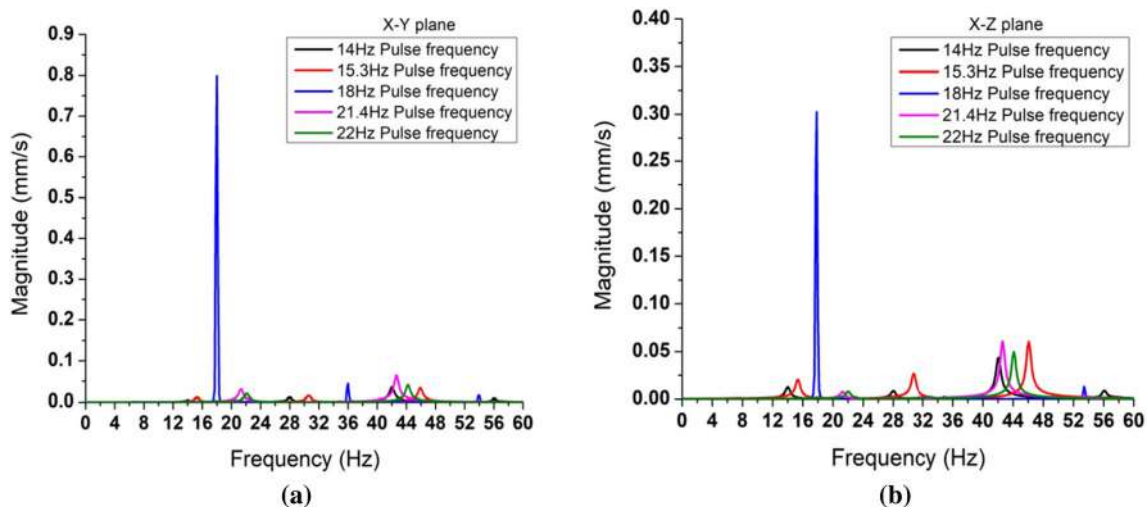 X-Y plane
14Hz Pulse frequency
15.3Hz Pulse frequency
18Hz Pulse frequency
21.4Hz Pulse frequency
22Hz Pulse frequency
Magnitude (mm/s)
0.9
0.8
0.7
0.6
0.5
0.4
0.3
0.2
0.1
0.0
0 4 8 12 16 20 24 28 32 36 40 44 48 52 56 60
Frequency (Hz)
(a)
X-Z plane
14Hz Pulse frequency
15.3Hz Pulse frequency
18Hz Pulse frequency
21.4Hz Pulse frequency
22Hz Pulse frequency
Magnitude (mm/s)
0.40
0.35
0.30
0.25
0.20
0.15
0.10
0.05
0.00
0 4 8 12 16 20 24 28 32 36 40 44 48 52 56 60
Frequency (Hz)
(b)